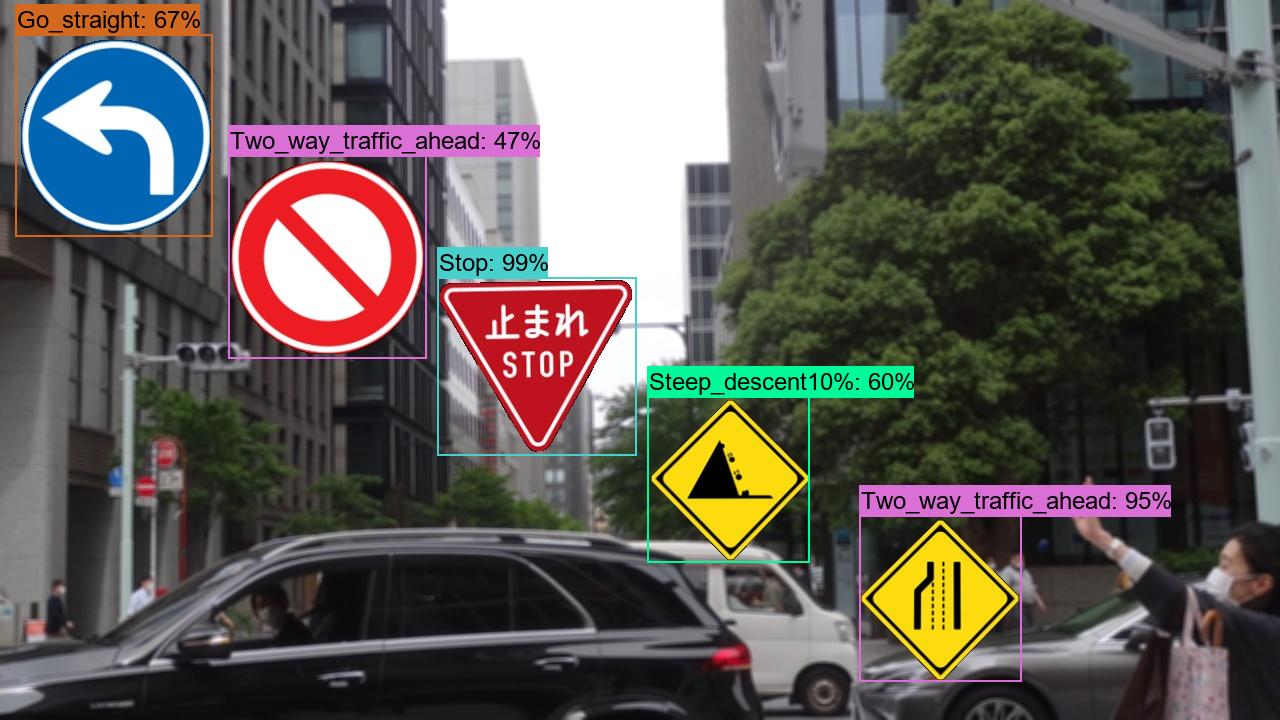 Go_straight: 67%
Two_way_traffic_ahead: 47%
Stop: 99%
止まれ
STOP
Steep_descent10%: 60%
Two_way_traffic_ahead: 95%